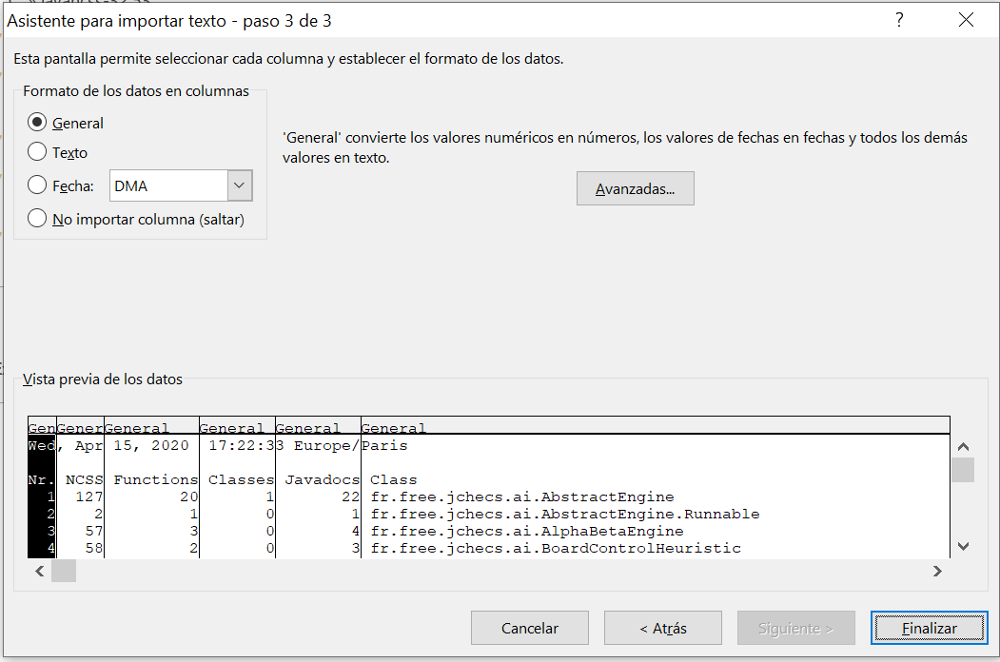 Asistente para importar texto - paso 3 de 3 ?
Esta pantalla permite seleccionar cada columna y establecer el formato de los datos.
Formato de los datos en columnas
General
Texto
Fecha: DMA
No importar columna (saltar)
'General' convierte los valores numéricos en números, los valores de fechas en fechas y todos los demás
valores en texto.
Avanzadas...
Vista previa de los datos
Gen Gener General General General General
Wed, Apr 15, 2020 17:22:33 Europe/Paris
Nr. NCSS Functions Classes Javadocs Class
1 127 20 1 22 fr.free.jchecs.ai.AbstractEngine
2 2 1 0 1 fr.free.jchecs.ai.AbstractEngine.Runnable
3 57 3 0 4 fr.free.jchecs.ai.AlphaBetaEngine
4 58 2 0 3 fr.free.jchecs.ai.BoardControlHeuristic
Cancelar < Atrás Siguiente > Finalizar